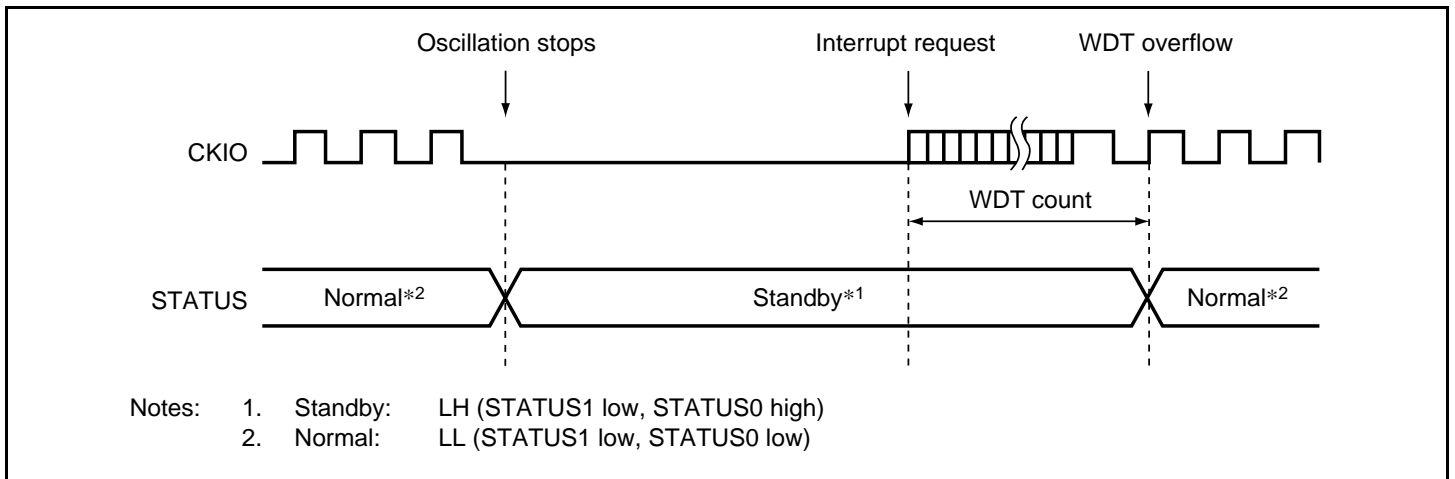 Oscillation stops Interrupt request WDT overflow
CKIO
WDT count
STATUS Normal*2 Standby*1 Normal*2
Notes: 1. Standby: LH (STATUS1 low, STATUS0 high)
2. Normal: LL (STATUS1 low, STATUS0 low)